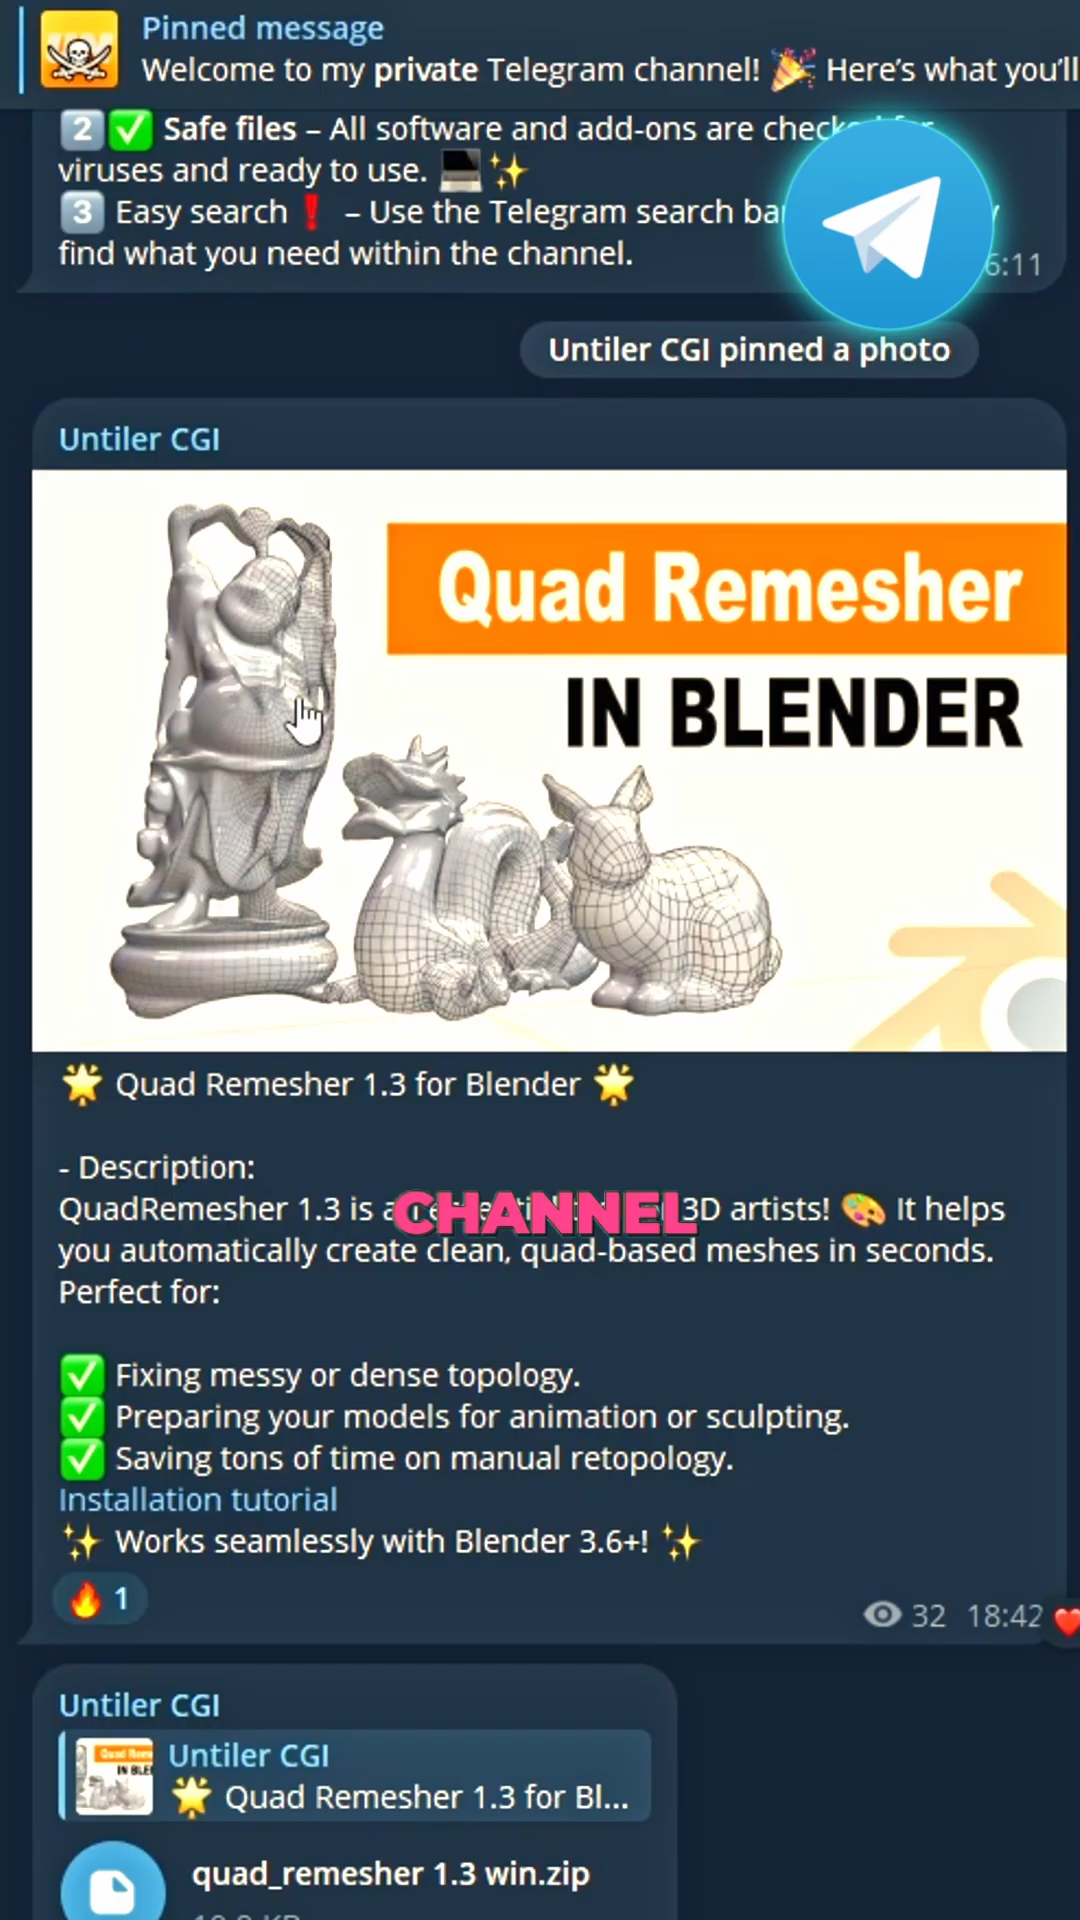 Pinned message
Welcome to my private Telegram channel! 🎉 Here's what you'll
2️⃣✅ Safe files – All software and add-ons are checked for
viruses and ready to use. 💻✨
3️⃣ Easy search❗ – Use the Telegram search
find what you need within the channel.
6:11
Untiler CGI pinned a photo
Untiler CGI
Quad Remesher
IN BLENDER
🌟 Quad Remesher 1.3 for Blender 🌟
- Description:
QuadRemesher 1.3 is 3D artists! 🎨 It helps
CHANNEL
you automatically create clean, quad-based meshes in seconds.
Perfect for:
✅ Fixing messy or dense topology.
✅ Preparing your models for animation or sculpting.
✅ Saving tons of time on manual retopology.
Installation tutorial
✨ Works seamlessly with Blender 3.6+! ✨
🔥 1
32 18:42
Untiler CGI
Untiler CGI
🌟 Quad Remesher 1.3 for Bl...
quad_remesher 1.3 win.zip